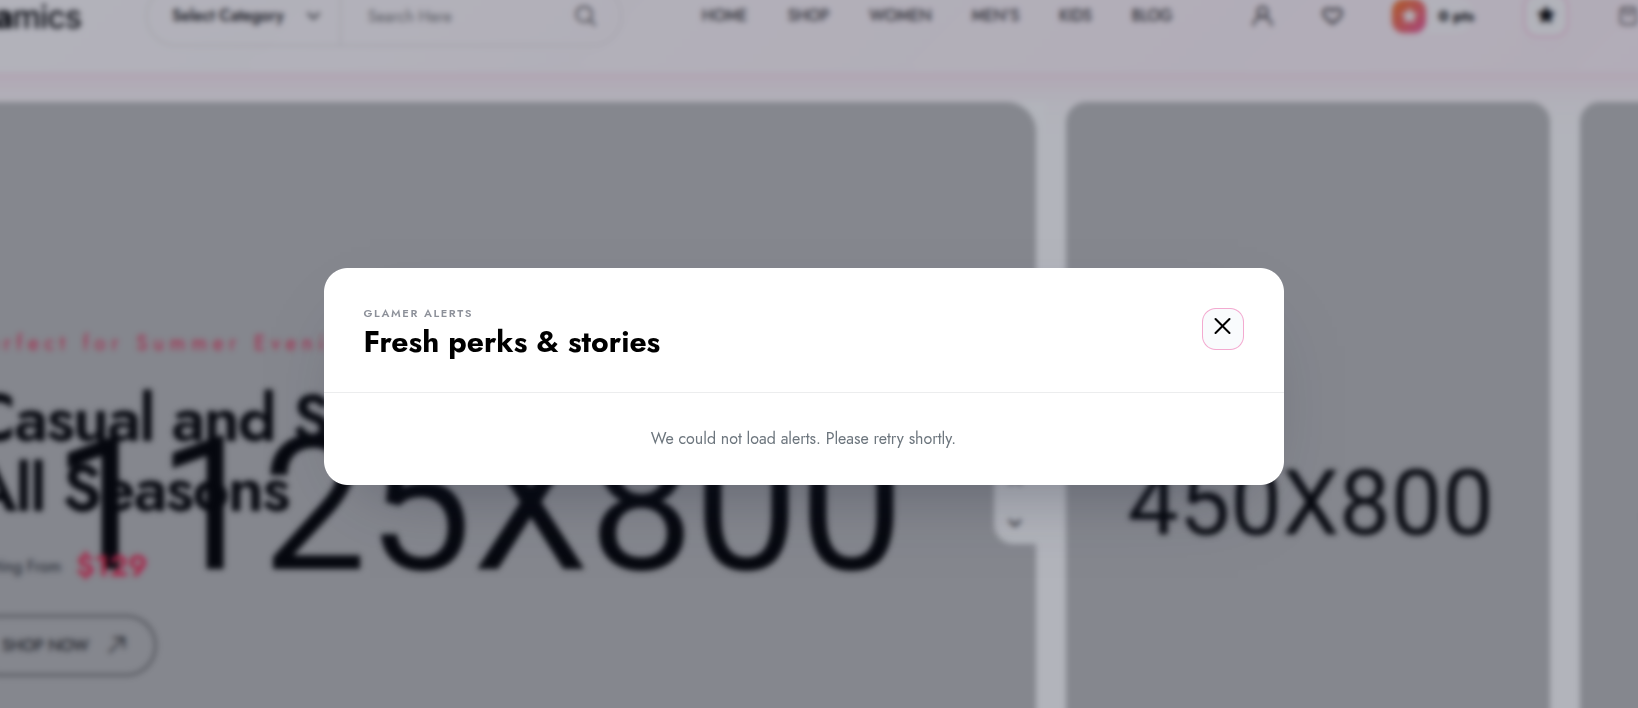 amics
Select Category
Search Here
HOME
SHOP
WOMEN
MEN'S
KIDS
BLOG
0 pts
GLAMER ALERTS
Fresh perks & stories
We could not load alerts. Please retry shortly.
rfect for Summer Eveni
Casual and S
All Seasons
1125X800
450X800
ting From $129
SHOP NOW